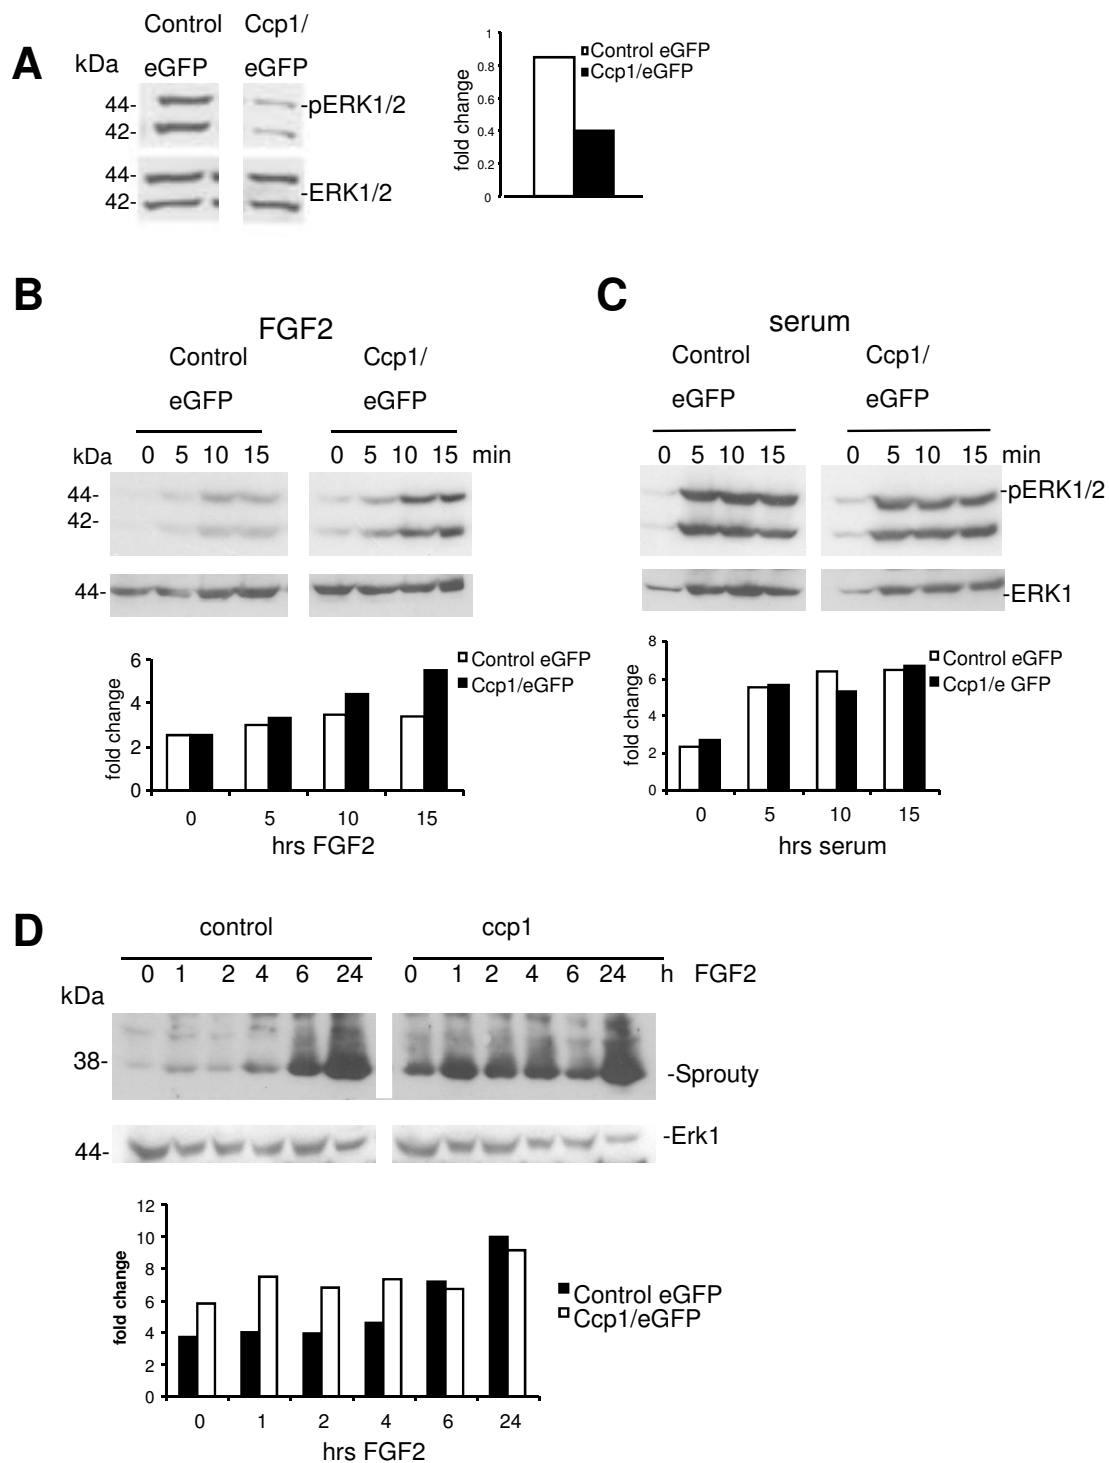 A
kDa
Control
eGFP
Ccp1/
eGFP
44-
42-
-pERK1/2
44-
42-
-ERK1/2
fold change
1
0.8
0.6
0.4
0.2
0
Control eGFP
Ccp1/eGFP
B
FGF2
Control
eGFP
Ccp1/
eGFP
kDa
0 5 10 15
0 5 10 15 min
44-
42-
44-
fold change
6
4
2
0
Control eGFP
Ccp1/eGFP
0 5 10 15
hrs FGF2
C
serum
Control
eGFP
Ccp1/
eGFP
0 5 10 15
0 5 10 15 min
-pERK1/2
-ERK1
fold change
8
6
4
2
0
Control eGFP
Ccp1/e GFP
0 5 10 15
hrs serum
D
control
ccp1
0 1 2 4 6 24
0 1 2 4 6 24 h FGF2
kDa
38-
-Sprouty
44-
-Erk1
fold change
12
10
8
6
4
2
0
Control eGFP
Ccp1/eGFP
0 1 2 4 6 24
hrs FGF2